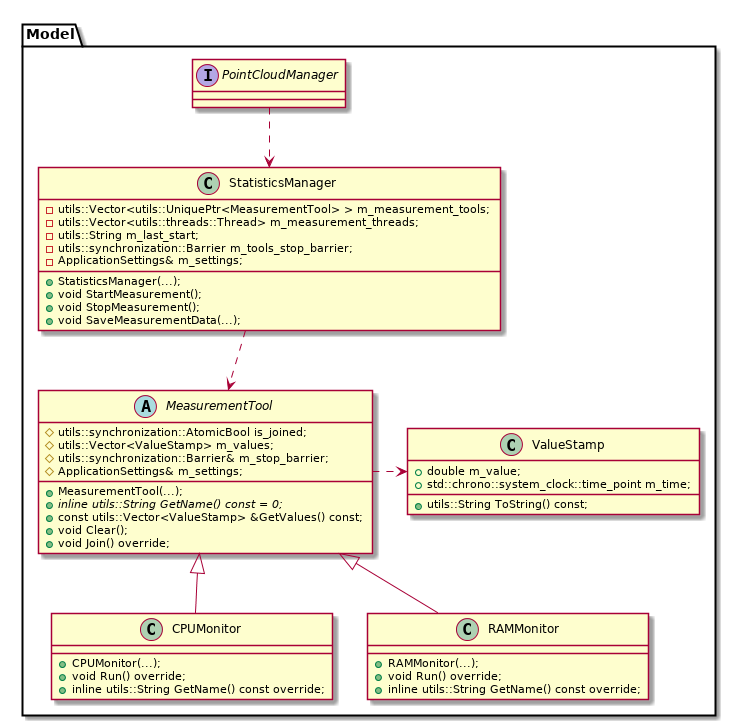 Model
I PointCloudManager
C StatisticsManager
utils::Vector<utils::UniquePtr<MeasurementTool> > m_measurement_tools;
utils::Vector<utils::threads::Thread> m_measurement_threads;
utils::String m_last_start;
utils::synchronization::Barrier m_tools_stop_barrier;
ApplicationSettings& m_settings;
StatisticsManager(...);
void StartMeasurement();
void StopMeasurement();
void SaveMeasurementData(...);
A MeasurementTool
utils::synchronization::AtomicBool is_joined;
utils::Vector<ValueStamp> m_values;
utils::synchronization::Barrier& m_stop_barrier;
ApplicationSettings& m_settings;
MeasurementTool(...);
inline utils::String GetName() const = 0;
const utils::Vector<ValueStamp> &GetValues() const;
void Clear();
void Join() override;
C ValueStamp
double m_value;
std::chrono::system_clock::time_point m_time;
utils::String ToString() const;
C CPUMonitor
CPUMonitor(...);
void Run() override;
inline utils::String GetName() const override;
C RAMMonitor
RAMMonitor(...);
void Run() override;
inline utils::String GetName() const override;